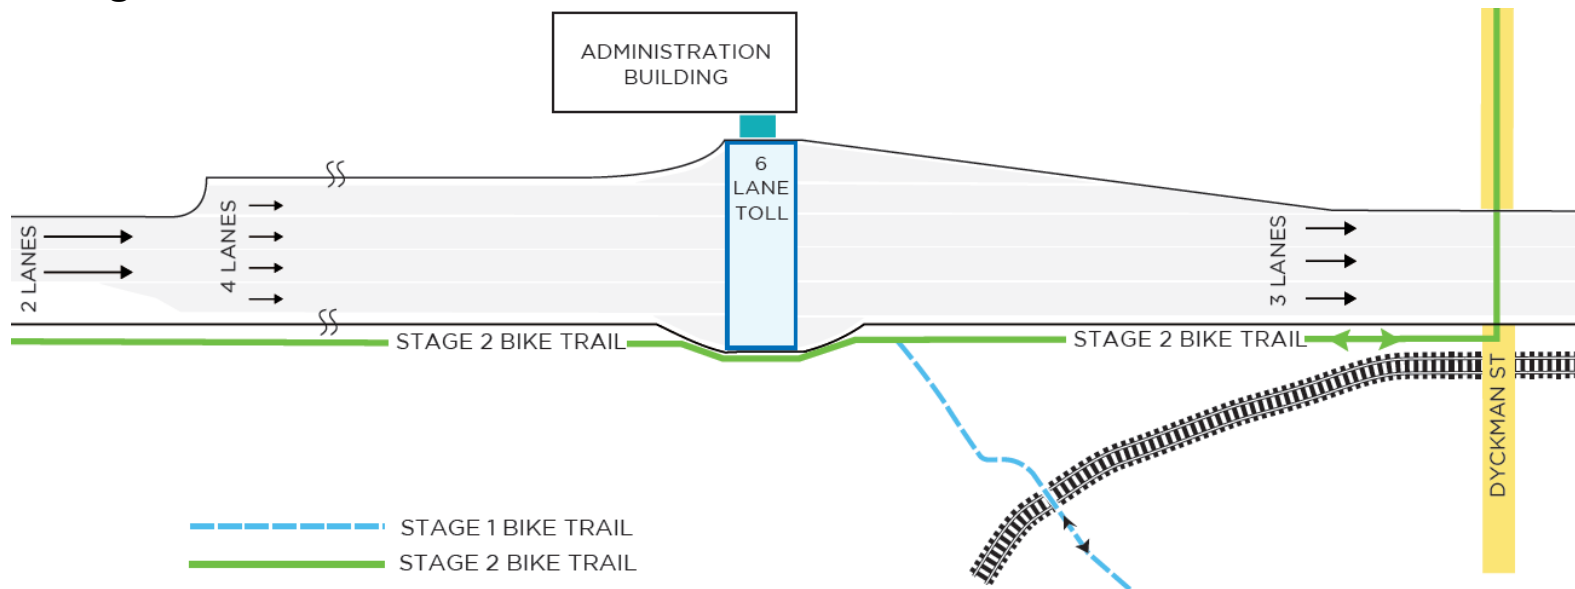 ADMINISTRATION
BUILDING
6
LANE
TOLL
2 LANES
4 LANES
3 LANES
STAGE 2 BIKE TRAIL
STAGE 2 BIKE TRAIL
DYCKMAN ST
STAGE 1 BIKE TRAIL
STAGE 2 BIKE TRAIL